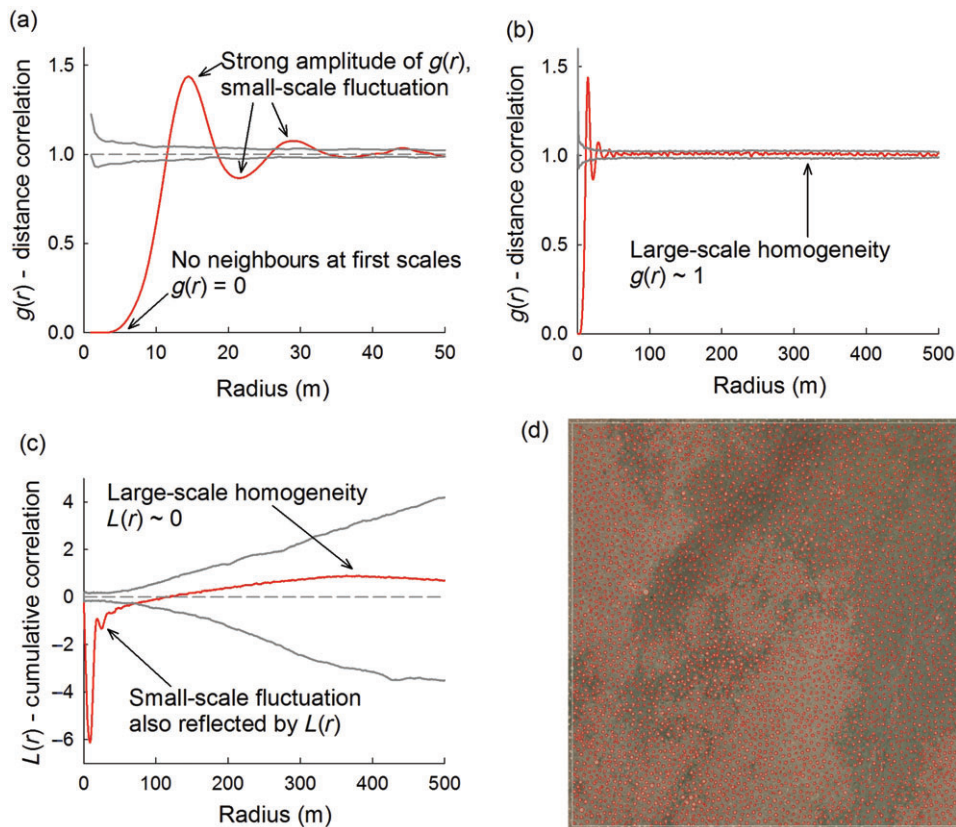 (a)
g(r) - distance correlation
1.5
1.0
0.5
0.0
Strong amplitude of g(r),
small-scale fluctuation
No neighbours at first scales
g(r) = 0
0 10 20 30 40 50
Radius (m)
(b)
g(r) - distance correlation
1.5
1.0
0.5
0.0
Large-scale homogeneity
g(r) ~ 1
0 100 200 300 400 500
Radius (m)
(c)
L(r) - cumulative correlation
4
2
0
–2
–4
–6
Large-scale homogeneity
L(r) ~ 0
Small-scale fluctuation
also reflected by L(r)
0 100 200 300 400 500
Radius (m)
(d)